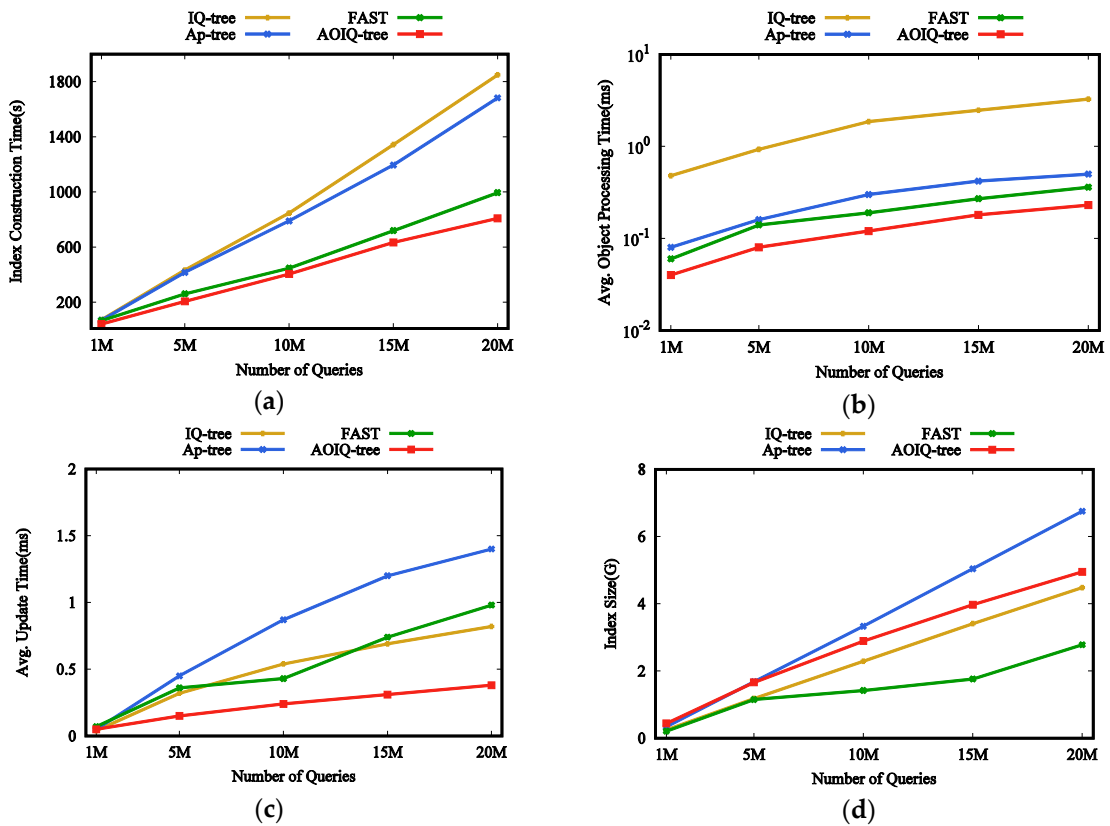 IQ-tree FAST
Ap-tree AOIQ-tree
Index Construction Time(s)
1800
1400
1000
600
200
1M 5M 10M 15M 20M
Number of Queries
(a)
IQ-tree FAST
Ap-tree AOIQ-tree
Avg. Object Processing Time(ms)
10^1
10^0
10^-1
10^-2
1M 5M 10M 15M 20M
Number of Queries
(b)
IQ-tree FAST
Ap-tree AOIQ-tree
Avg. Update Time(ms)
2
1.5
1
0.5
0
1M 5M 10M 15M 20M
Number of Queries
(c)
IQ-tree FAST
Ap-tree AOIQ-tree
Index Size(G)
8
6
4
2
0
1M 5M 10M 15M 20M
Number of Queries
(d)